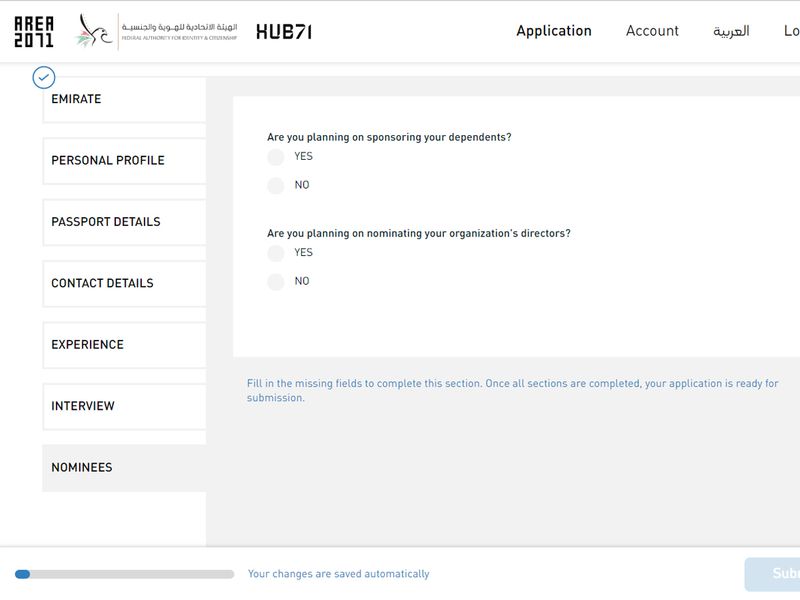 AREA
2071
الهيئة الاتحادية للهوية والجنسية
FEDERAL AUTHORITY FOR IDENTITY & CITIZENSHIP
HUB71
Application
Account
العربية
Lo
EMIRATE
PERSONAL PROFILE
PASSPORT DETAILS
CONTACT DETAILS
EXPERIENCE
INTERVIEW
NOMINEES
Are you planning on sponsoring your dependents?
YES
NO
Are you planning on nominating your organization's directors?
YES
NO
Fill in the missing fields to complete this section. Once all sections are completed, your application is ready for
submission.
Your changes are saved automatically
Sub